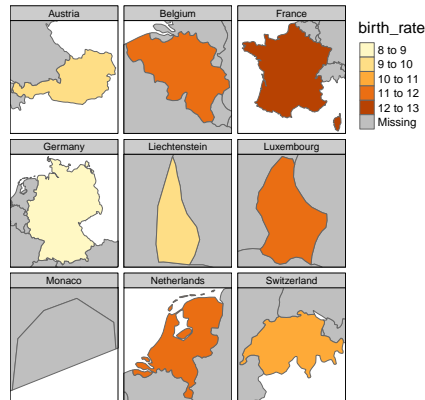 Austria
Belgium
France
birth_rate
8 to 9
9 to 10
10 to 11
11 to 12
12 to 13
Missing
Germany
Liechtenstein
Luxembourg
Monaco
Netherlands
Switzerland